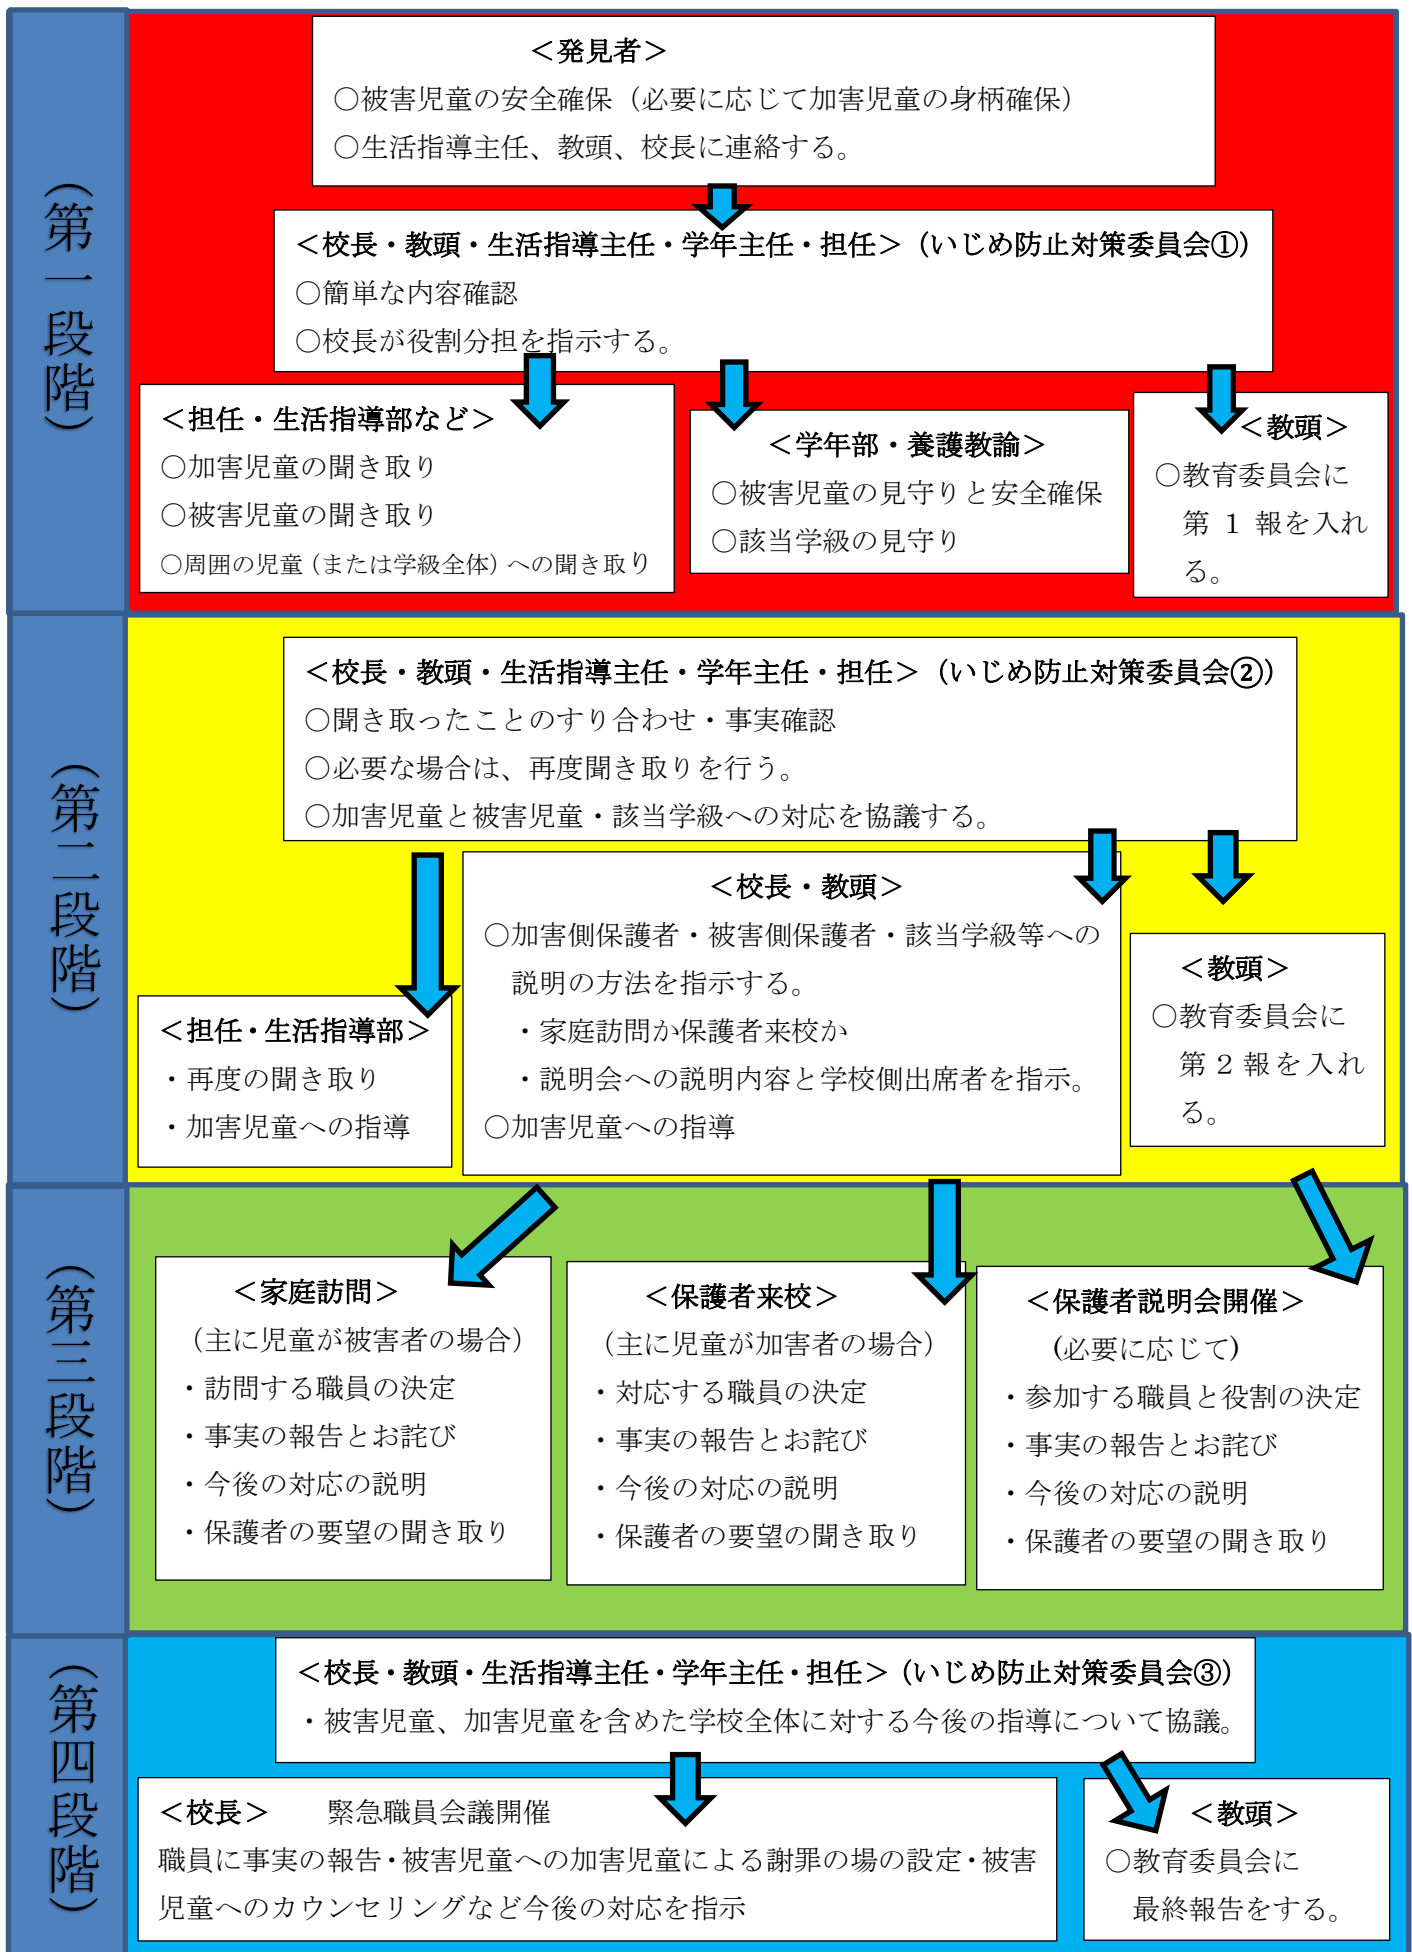 （第一段階）
＜発見者＞
○被害児童の安全確保（必要に応じて加害児童の身柄確保）
○生活指導主任、教頭、校長に連絡する。
＜校長・教頭・生活指導主任・学年主任・担任＞（いじめ防止対策委員会①）
○簡単な内容確認
○校長が役割分担を指示する。
＜担任・生活指導部など＞
○加害児童の聞き取り
○被害児童の聞き取り
○周囲の児童（または学級全体）への聞き取り
＜学年部・養護教諭＞
○被害児童の見守りと安全確保
○該当学級の見守り
＜教頭＞
○教育委員会に
第 1 報を入れ
る。
（第二段階）
＜校長・教頭・生活指導主任・学年主任・担任＞（いじめ防止対策委員会②）
○聞き取ったことのすり合わせ・事実確認
○必要な場合は、再度聞き取りを行う。
○加害児童と被害児童・該当学級への対応を協議する。
＜担任・生活指導部＞
・再度の聞き取り
・加害児童への指導
＜校長・教頭＞
○加害側保護者・被害側保護者・該当学級等への
説明の方法を指示する。
・家庭訪問か保護者来校か
・説明会への説明内容と学校側出席者を指示。
○加害児童への指導
＜教頭＞
○教育委員会に
第２報を入れ
る。
（第三段階）
＜家庭訪問＞
（主に児童が被害者の場合）
・訪問する職員の決定
・事実の報告とお詫び
・今後の対応の説明
・保護者の要望の聞き取り
＜保護者来校＞
（主に児童が加害者の場合）
・対応する職員の決定
・事実の報告とお詫び
・今後の対応の説明
・保護者の要望の聞き取り
＜保護者説明会開催＞
(必要に応じて)
・参加する職員と役割の決定
・事実の報告とお詫び
・今後の対応の説明
・保護者の要望の聞き取り
（第四段階）
＜校長・教頭・生活指導主任・学年主任・担任＞（いじめ防止対策委員会③）
・被害児童、加害児童を含めた学校全体に対する今後の指導について協議。
＜校長＞　　緊急職員会議開催
職員に事実の報告・被害児童への加害児童による謝罪の場の設定・被害
児童へのカウンセリングなど今後の対応を指示
＜教頭＞
○教育委員会に
最終報告をする。